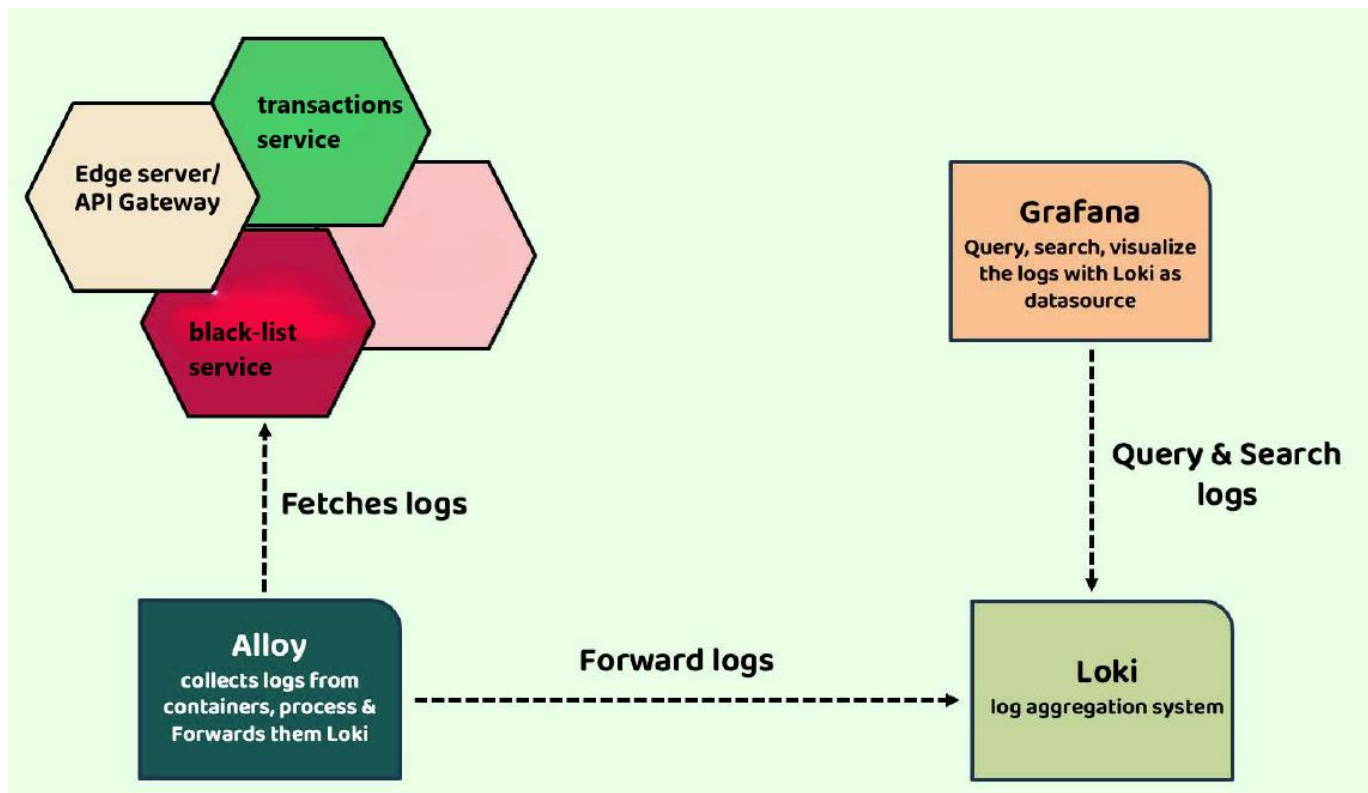 transactions
service
Edge server/
API Gateway
black-list
service
Grafana
Query, search, visualize
the logs with Loki as
datasource
Fetches logs
Query & Search
logs
Alloy
collects logs from
containers, process &
Forwards them Loki
Forward logs
Loki
log aggregation system